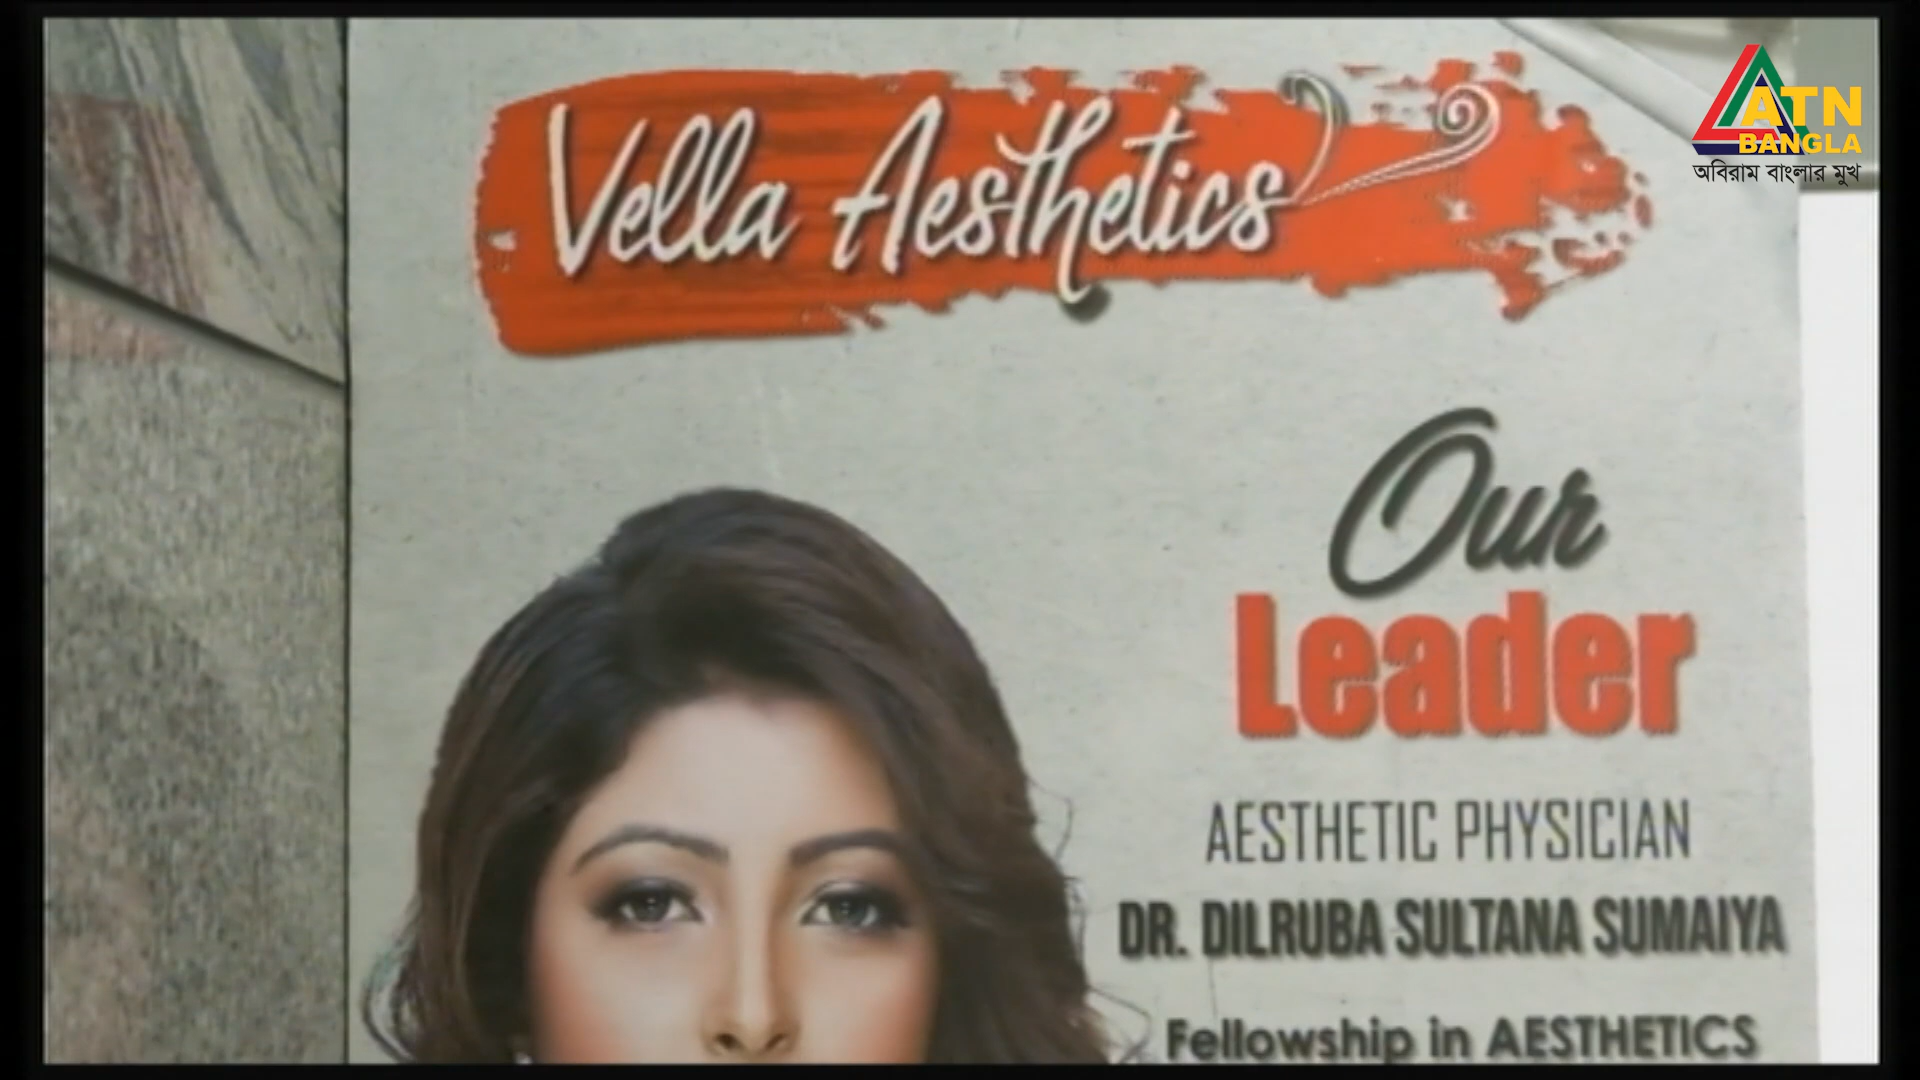 Vella Aesthetics
ATN
BANGLA
অবিরাম বাংলার মুখ
Our
Leader
AESTHETIC PHYSICIAN
DR. DILRUBA SULTANA SUMAIYA
Fellowship in AESTHETICS